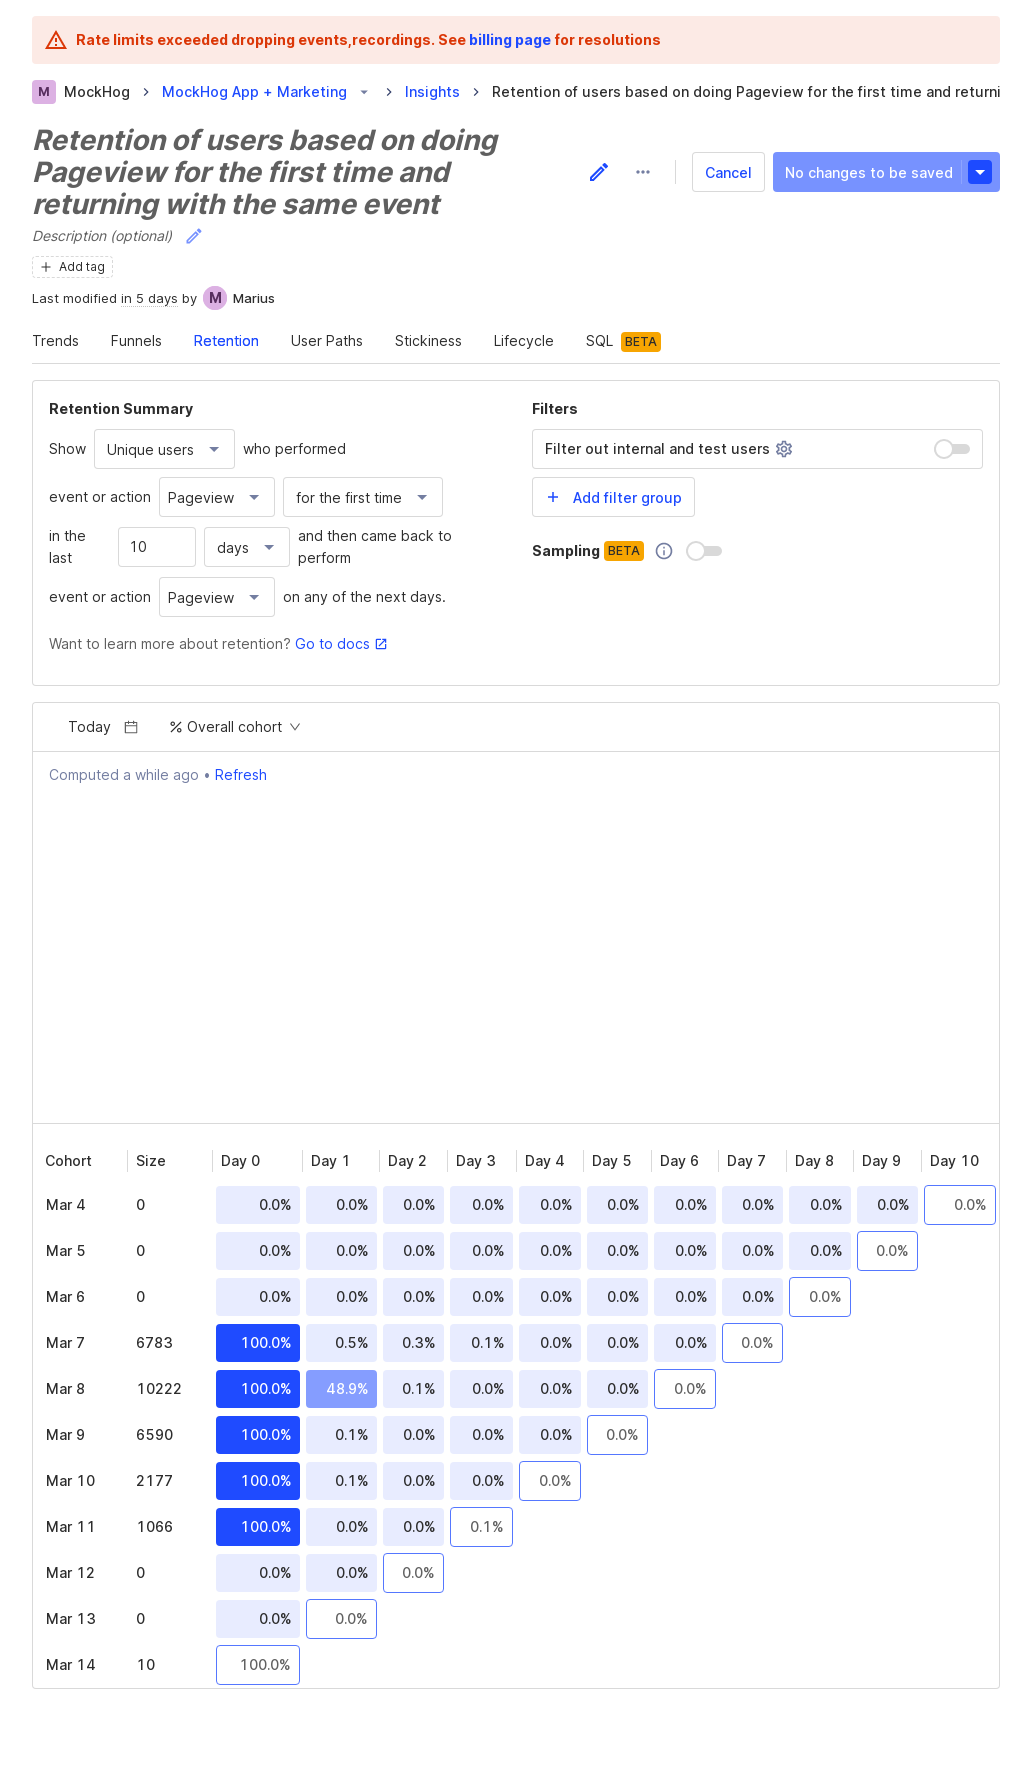 Rate limits exceeded dropping events,recordings. See billing page for resolutions
M MockHog MockHog App + Marketing Insights Retention of users based on doing Pageview for the first time and returni
Retention of users based on doing
Pageview for the first time and
returning with the same event
Cancel
No changes to be saved
Description (optional)
Add tag
Last modified in 5 days by M Marius
Trends Funnels Retention User Paths Stickiness Lifecycle SQL BETA
Retention Summary
Show Unique users who performed
event or action Pageview for the first time
in the last 10 days and then came back to perform
event or action Pageview on any of the next days.
Want to learn more about retention? Go to docs
Filters
Filter out internal and test users
Add filter group
Sampling BETA
Today % Overall cohort
Computed a while ago • Refresh
Cohort Size Day 0 Day 1 Day 2 Day 3 Day 4 Day 5 Day 6 Day 7 Day 8 Day 9 Day 10
Mar 4 0 0.0% 0.0% 0.0% 0.0% 0.0% 0.0% 0.0% 0.0% 0.0% 0.0% 0.0%
Mar 5 0 0.0% 0.0% 0.0% 0.0% 0.0% 0.0% 0.0% 0.0% 0.0% 0.0%
Mar 6 0 0.0% 0.0% 0.0% 0.0% 0.0% 0.0% 0.0% 0.0% 0.0%
Mar 7 6783 100.0% 0.5% 0.3% 0.1% 0.0% 0.0% 0.0% 0.0%
Mar 8 10222 100.0% 48.9% 0.1% 0.0% 0.0% 0.0% 0.0%
Mar 9 6590 100.0% 0.1% 0.0% 0.0% 0.0% 0.0%
Mar 10 2177 100.0% 0.1% 0.0% 0.0% 0.0%
Mar 11 1066 100.0% 0.0% 0.0% 0.1%
Mar 12 0 0.0% 0.0% 0.0%
Mar 13 0 0.0% 0.0%
Mar 14 10 100.0%